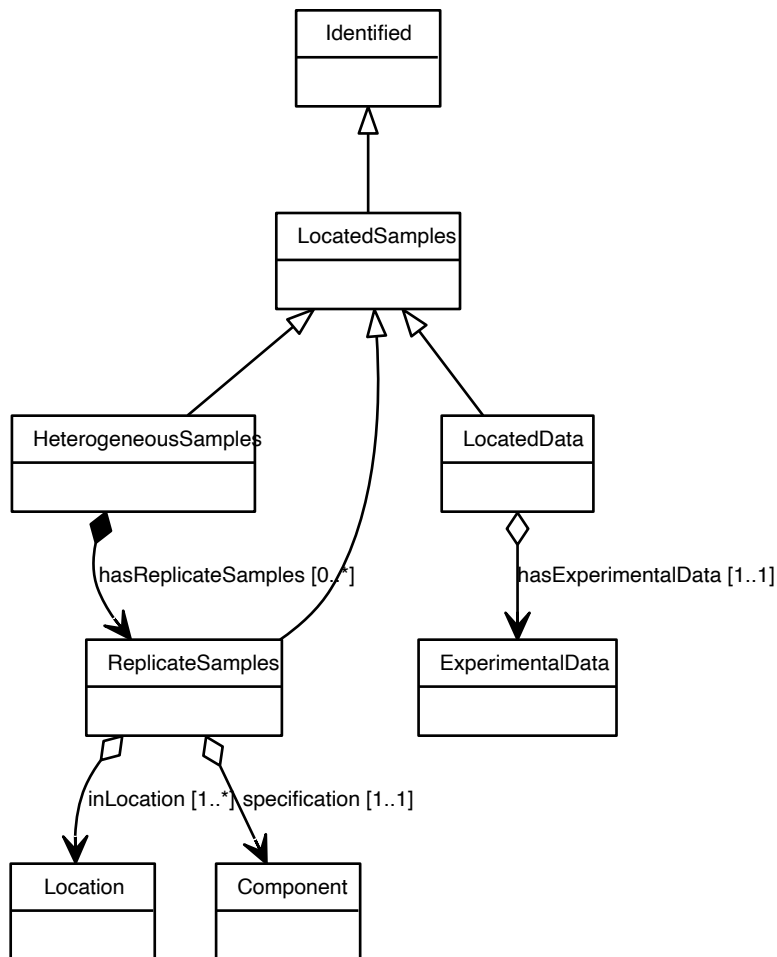 Identified
LocatedSamples
HeterogeneousSamples
LocatedData
hasReplicateSamples [0..*]
hasExperimentalData [1..1]
ReplicateSamples
ExperimentalData
inLocation [1..*]
specification [1..1]
Location
Component